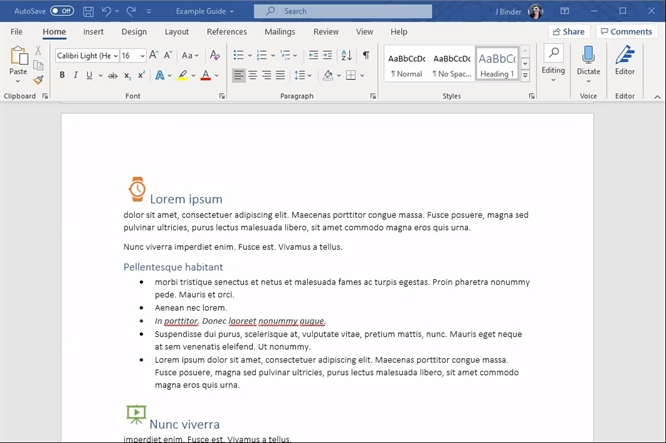 AutoSave Off Example Guide Search J Binder
File Home Insert Draw Design Layout References Mailings Review View Help Share Comments
Calibri Light (He 16 Aa
Paste Editing Dictate Editor
AaBbCcDc AaBbCcDc AaBbCc
B I U ab x₂ x² A A
¶ Normal ¶ No Spac... Heading 1
Clipboard Font Paragraph Styles Voice Editor
Lorem ipsum
dolor sit amet, consectetuer adipiscing elit. Maecenas porttitor congue massa. Fusce posuere, magna sed
pulvinar ultricies, purus lectus malesuada libero, sit amet commodo magna eros quis urna.
Nunc viverra imperdiet enim. Fusce est. Vivamus a tellus.
Pellentesque habitant
• morbi tristique senectus et netus et malesuada fames ac turpis egestas. Proin pharetra nonummy
pede. Mauris et orci.
• Aenean nec lorem.
• In porttitor. Donec laoreet nonummy augue.
• Suspendisse dui purus, scelerisque at, vulputate vitae, pretium mattis, nunc. Mauris eget neque
at sem venenatis eleifend. Ut nonummy.
• Lorem ipsum dolor sit amet, consectetuer adipiscing elit. Maecenas porttitor congue massa.
Fusce posuere, magna sed pulvinar ultricies, purus lectus malesuada libero, sit amet commodo
magna eros quis urna.
Nunc viverra
imperdiet enim. Fusce est. Vivamus a tellus.